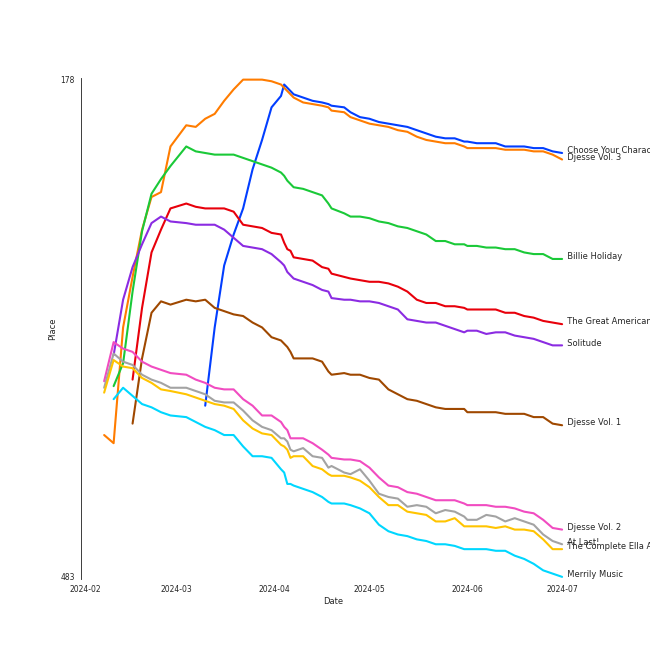 178
Choose Your Charac
Djesse Vol. 3
Billie Holiday
The Great American
Solitude
Place
Djesse Vol. 1
Djesse Vol. 2
At Last!
The Complete Ella A
Merrily Music
483
2024-02
2024-03
2024-04
2024-05
2024-06
2024-07
Date